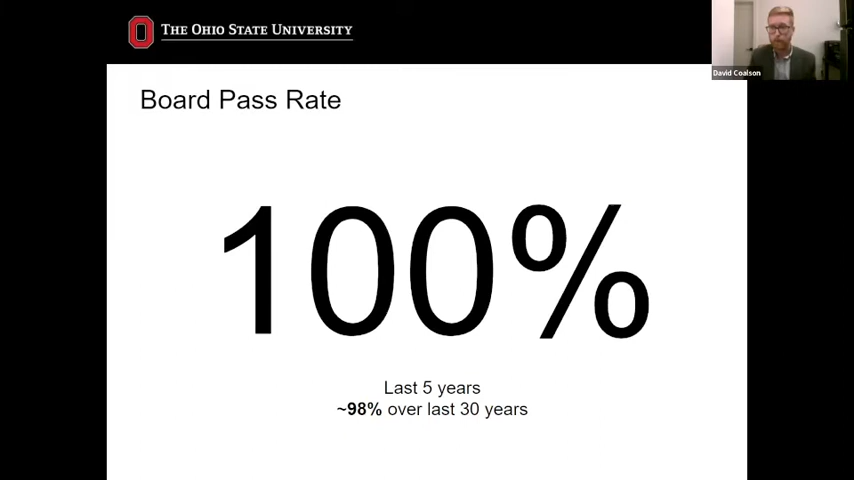 THE OHIO STATE UNIVERSITY
David Coalson
Board Pass Rate
100%
Last 5 years
~98% over last 30 years